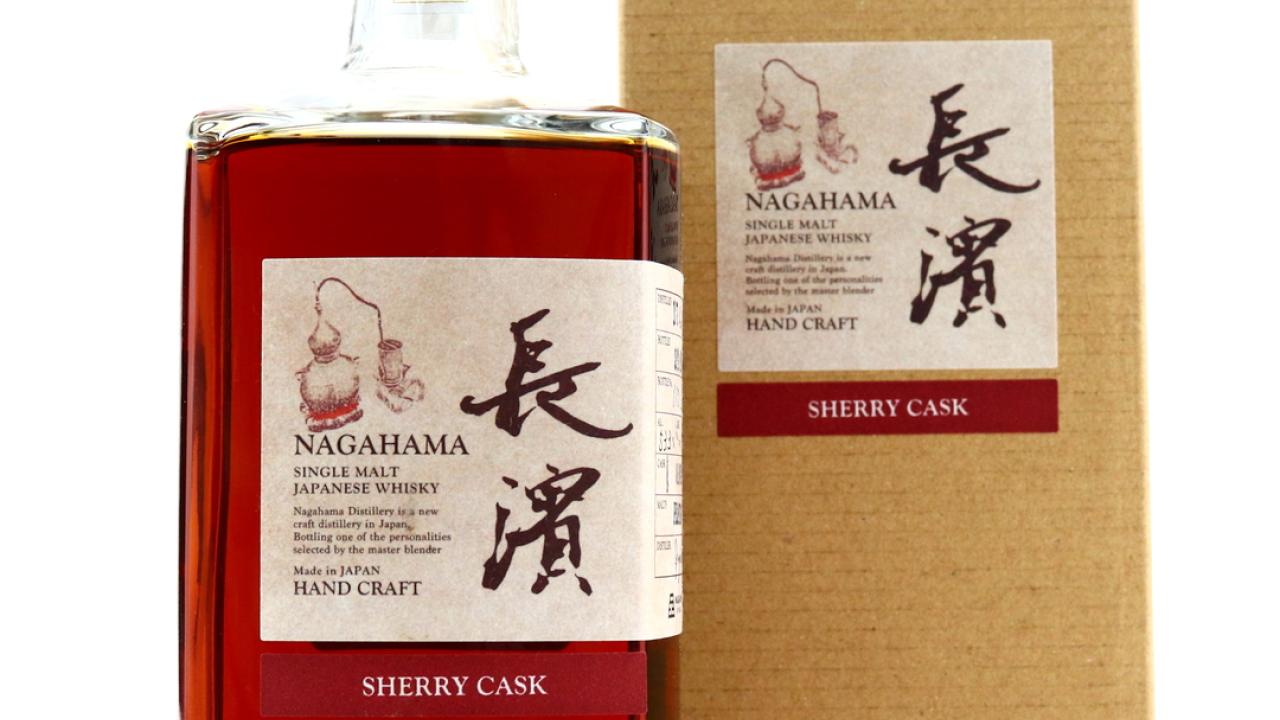 長
濱
NAGAHAMA
SINGLE MALT
JAPANESE WHISKY
Nagahama Distillery is a new
craft distillery in Japan.
Bottling one of the personalities
selected by the master blender
Made in JAPAN
HAND CRAFT
SHERRY CASK
DISTILLED
BOTTLED
長
濱
NAGAHAMA
SINGLE MALT
JAPANESE WHISKY
Nagahama Distillery is a new
craft distillery in Japan.
Bottling one of the personalities
selected by the master blender
Made in JAPAN
HAND CRAFT
SHERRY CASK